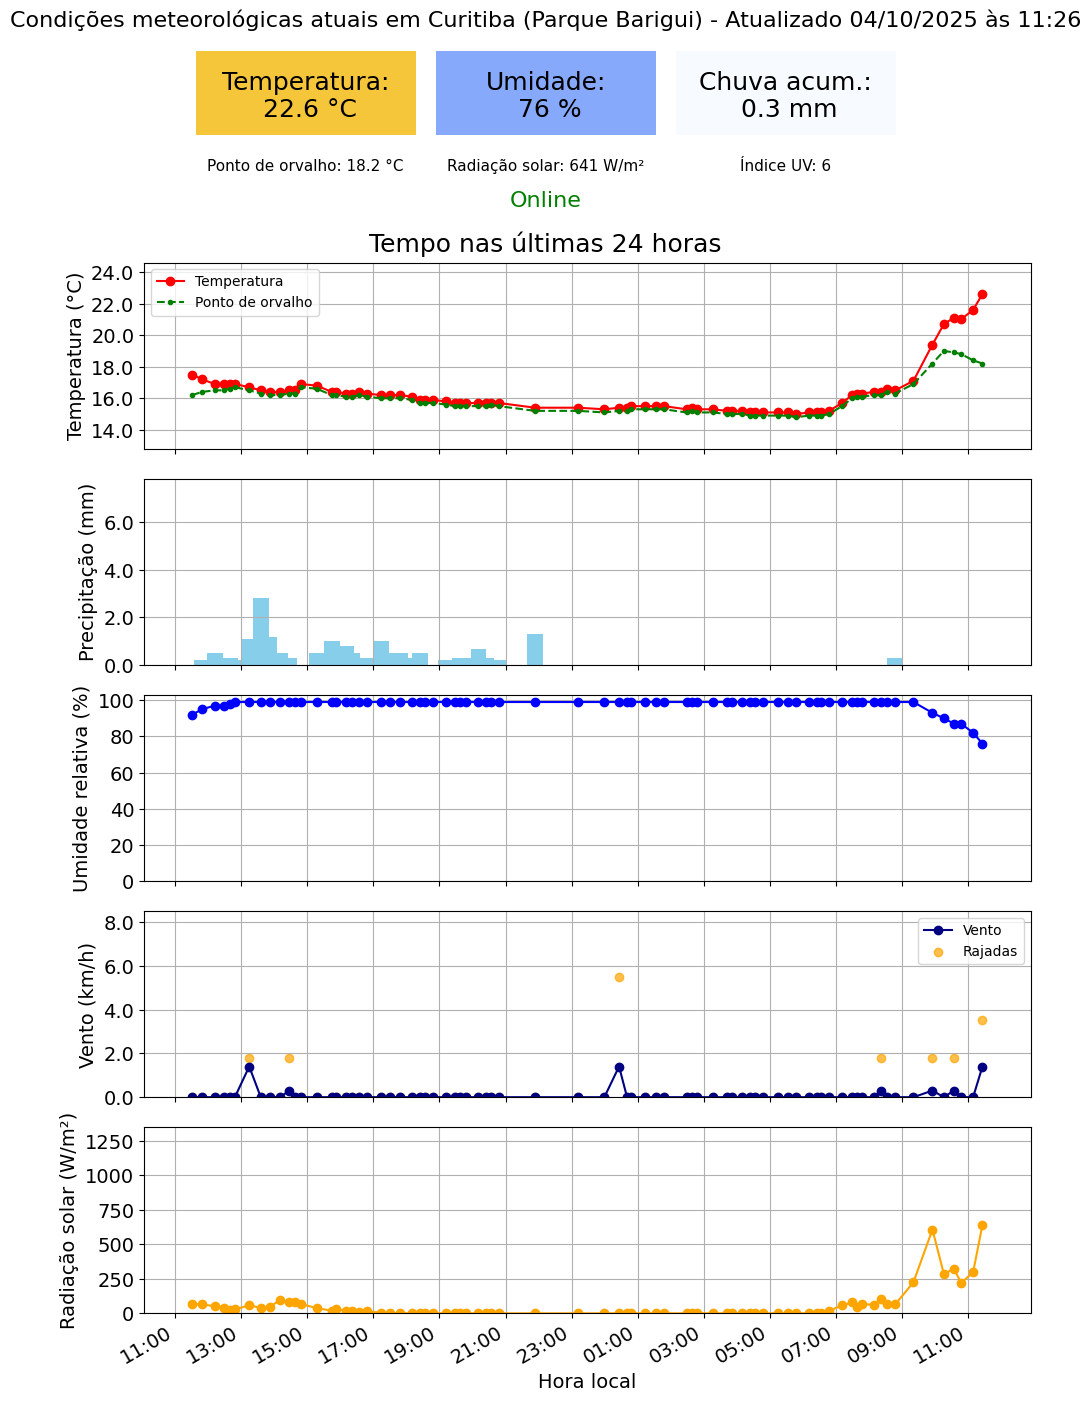 Condições meteorológicas atuais em Curitiba (Parque Barigui) - Atualizado 04/10/2025 às 11:26
Temperatura:
22.6 °C
Umidade:
76 %
Chuva acum.:
0.3 mm
Ponto de orvalho: 18.2 °C
Radiação solar: 641 W/m²
Índice UV: 6
Online
Tempo nas últimas 24 horas
Temperatura (°C)
24.0
22.0
20.0
18.0
16.0
14.0
Temperatura
Ponto de orvalho
Precipitação (mm)
6.0
4.0
2.0
0.0
Umidade relativa (%)
100
80
60
40
20
0
Vento (km/h)
8.0
6.0
4.0
2.0
0.0
Vento
Rajadas
Radiação solar (W/m²)
1250
1000
750
500
250
0
11:00
13:00
15:00
17:00
19:00
21:00
23:00
01:00
03:00
05:00
07:00
09:00
11:00
Hora local